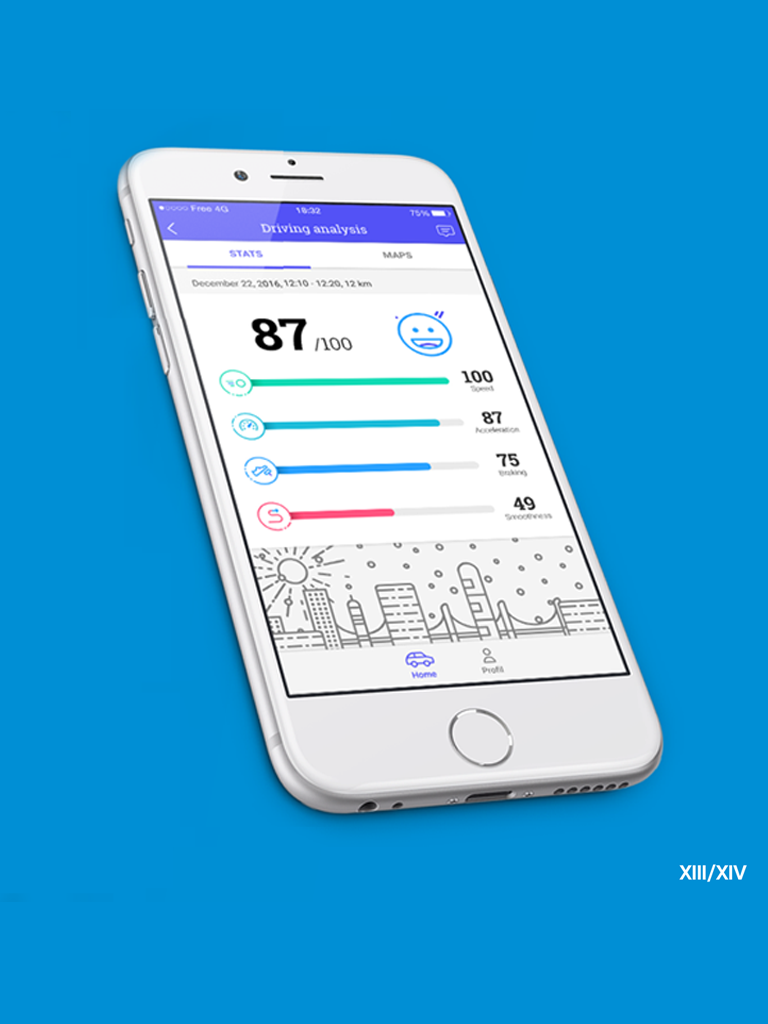 Free 4G 18:32 75%
Driving analysis
STATS MAPS
December 22, 2016, 12:10 - 12:20, 12 km
87 /100
100
Speed
87
Acceleration
75
Braking
49
Smoothness
Home Profil
XIII/XIV